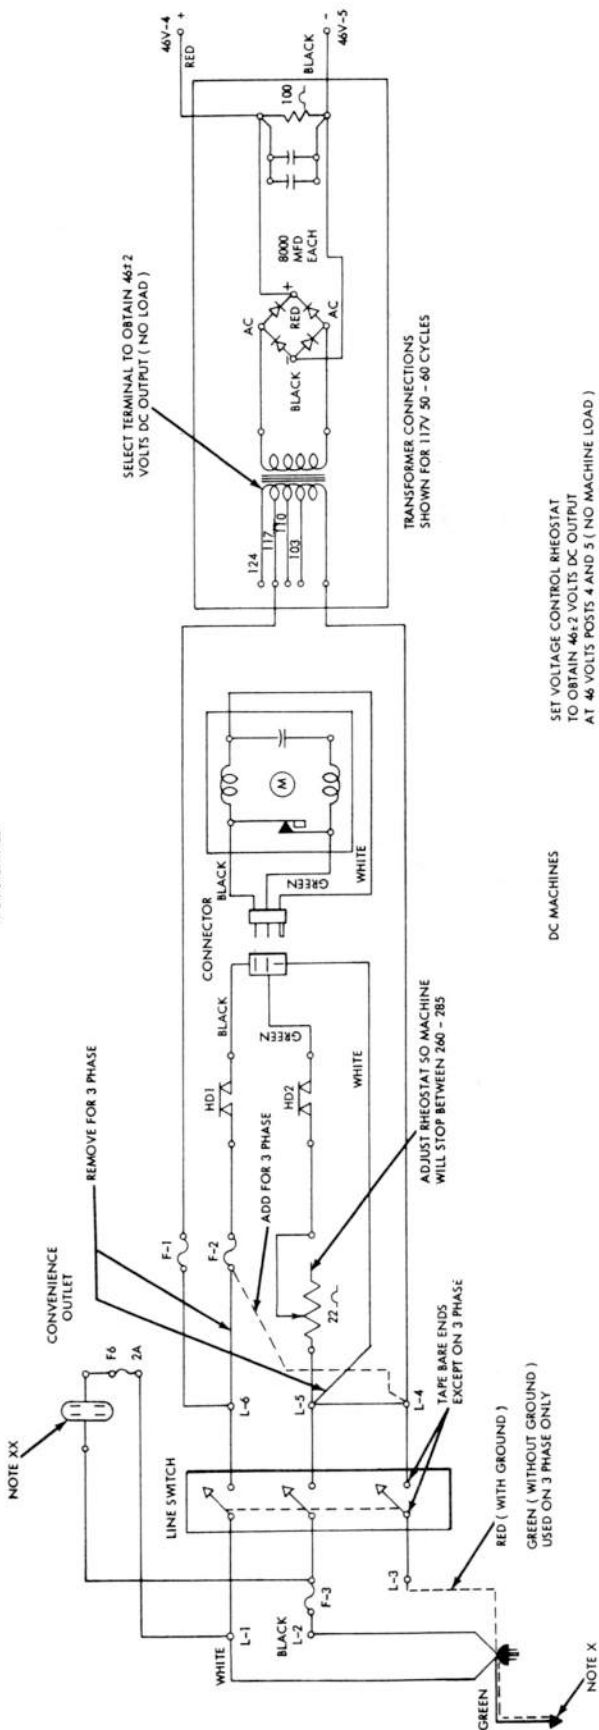 46V-4 +
RED
BLACK
46V-5 -
100
8000
MFD
EACH
SELECT TERMINAL TO OBTAIN 46±2
VOLTS DC OUTPUT ( NO LOAD )
AC
+
RED
AC
BLACK
-
124
117
110
103
TRANSFORMER CONNECTIONS
SHOWN FOR 117V 50 - 60 CYCLES
M
BLACK
GREEN
WHITE
CONNECTOR
BLACK
GREEN
WHITE
HD1
HD2
REMOVE FOR 3 PHASE
ADD FOR 3 PHASE
F-1
F-2
22
ADJUST RHEOSTAT SO MACHINE
WILL STOP BETWEEN 260 - 285
CONVENIENCE
OUTLET
F6
2A
NOTE XX
L-6
L-5
L-4
TAPE BARE ENDS
EXCEPT ON 3 PHASE
LINE SWITCH
L-1
WHITE
F-3
BLACK
L-2
L-3
RED ( WITH GROUND )
GREEN ( WITHOUT GROUND )
USED ON 3 PHASE ONLY
GREEN
NOTE X
DC MACHINES
SET VOLTAGE CONTROL RHEOSTAT
TO OBTAIN 46±2 VOLTS DC OUTPUT
AT 46 VOLTS POSTS 4 AND 5 ( NO MACHINE LOAD )